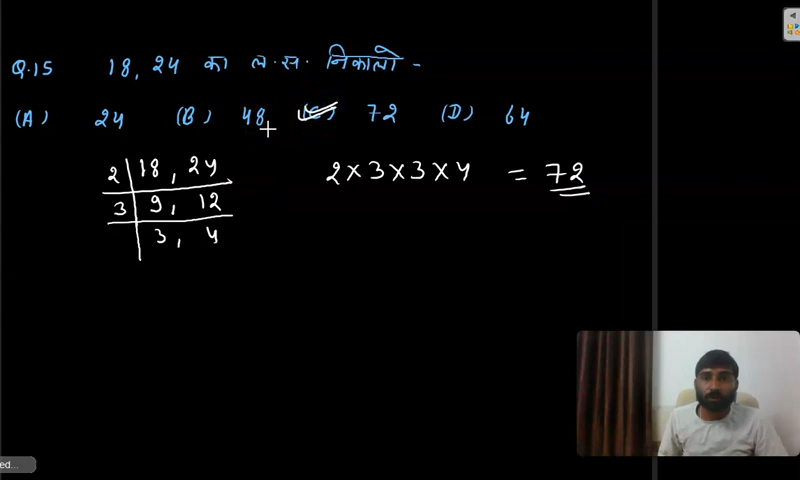 Q.15 18, 24 का ल.स. निकालो -
(A) 24 (B) 48 (C) 72 (D) 64
2 18, 24 2×3×3×4 = 72
3 9, 12
3, 4
ed...